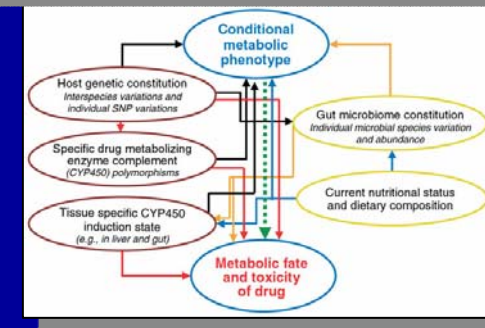 Conditional
metabolic
phenotype
Host genetic constitution
Interspecies variations and
individual SNP variations
Gut microbiome constitution
Individual microbial species variation
and abundance
Specific drug metabolizing
enzyme complement
(CYP450) polymorphisms
Current nutritional status
and dietary composition
Tissue specific CYP450
induction state
(e.g., in liver and gut)
Metabolic fate
and toxicity
of drug